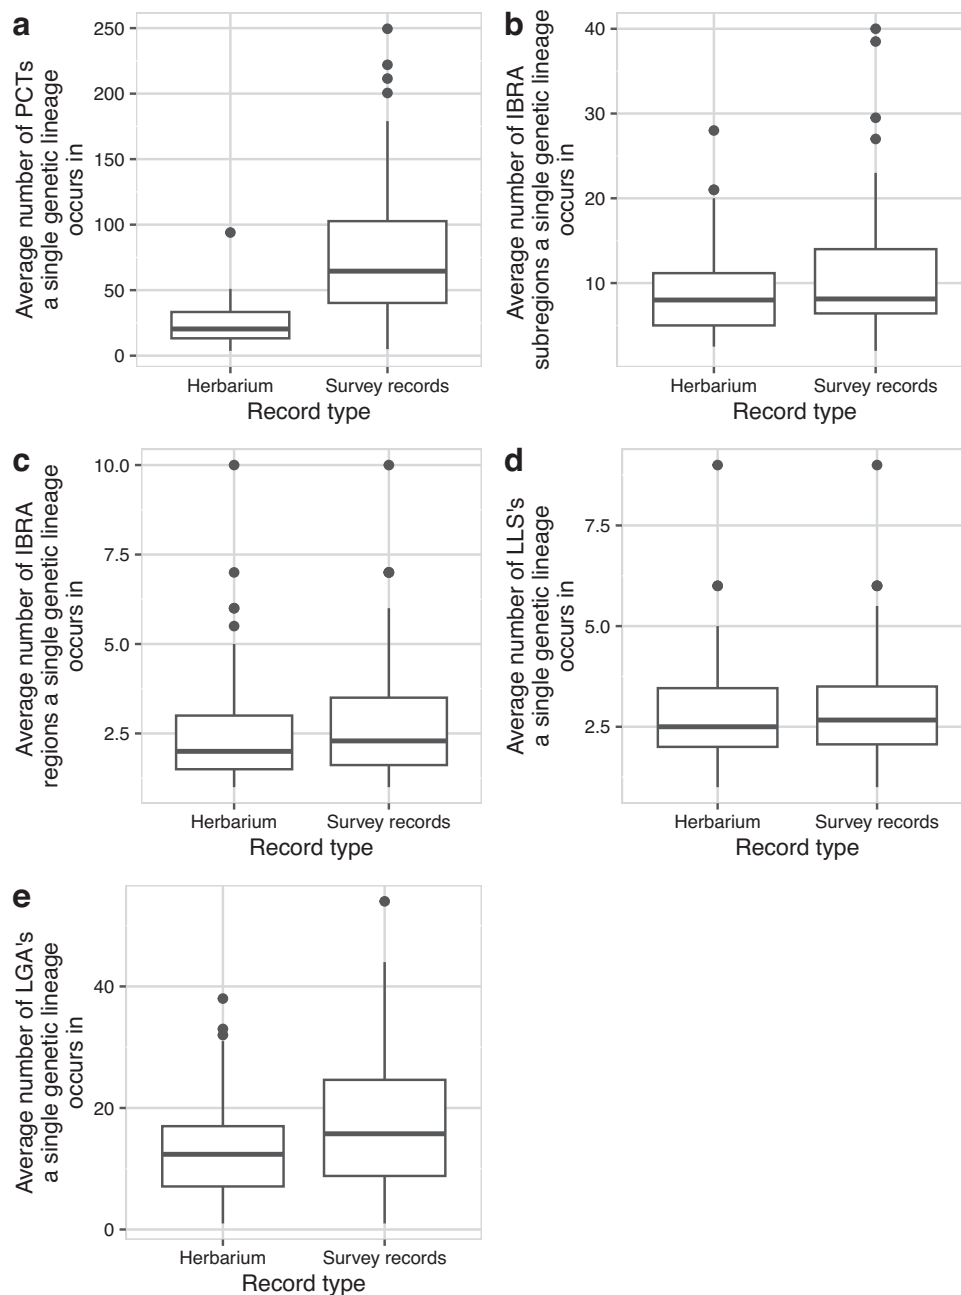 a
Average number of PCTs
a single genetic lineage
occurs in
250
200
150
100
50
0
Herbarium
Survey records
Record type
b
Average number of IBRA
subregions a single genetic lineage
occurs in
40
30
20
10
Herbarium
Survey records
Record type
c
Average number of IBRA
regions a single genetic lineage
occurs in
10.0
7.5
5.0
2.5
Herbarium
Survey records
Record type
d
Average number of LLS's
a single genetic lineage
occurs in
7.5
5.0
2.5
Herbarium
Survey records
Record type
e
Average number of LGA's
a single genetic lineage
occurs in
40
20
0
Herbarium
Survey records
Record type